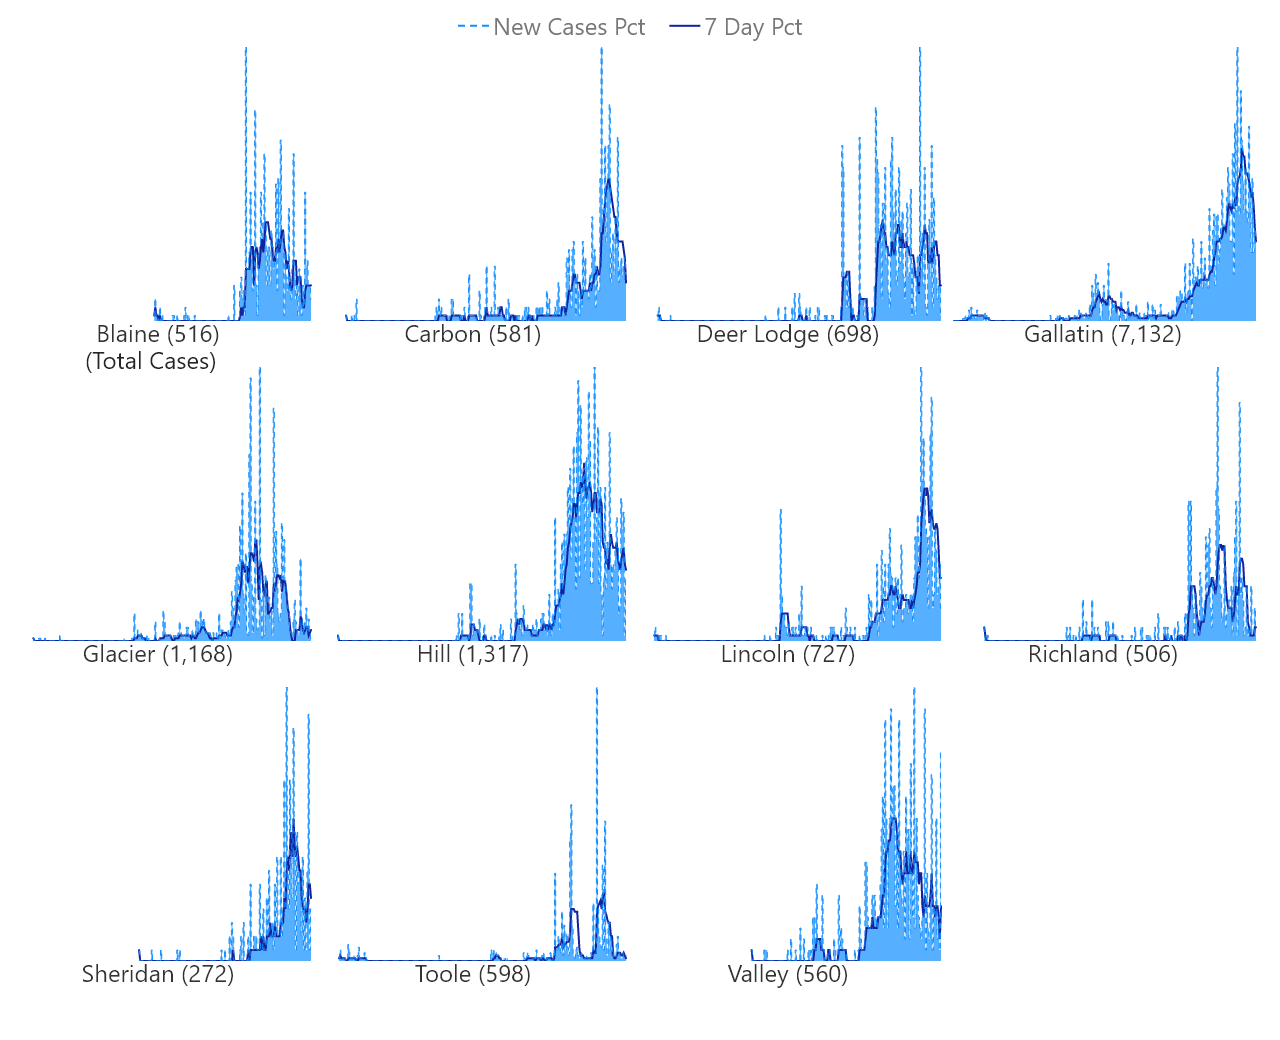 New Cases Pct 7 Day Pct
Blaine (516) Carbon (581) Deer Lodge (698) Gallatin (7,132)
(Total Cases)
Glacier (1,168) Hill (1,317) Lincoln (727) Richland (506)
Sheridan (272) Toole (598) Valley (560)